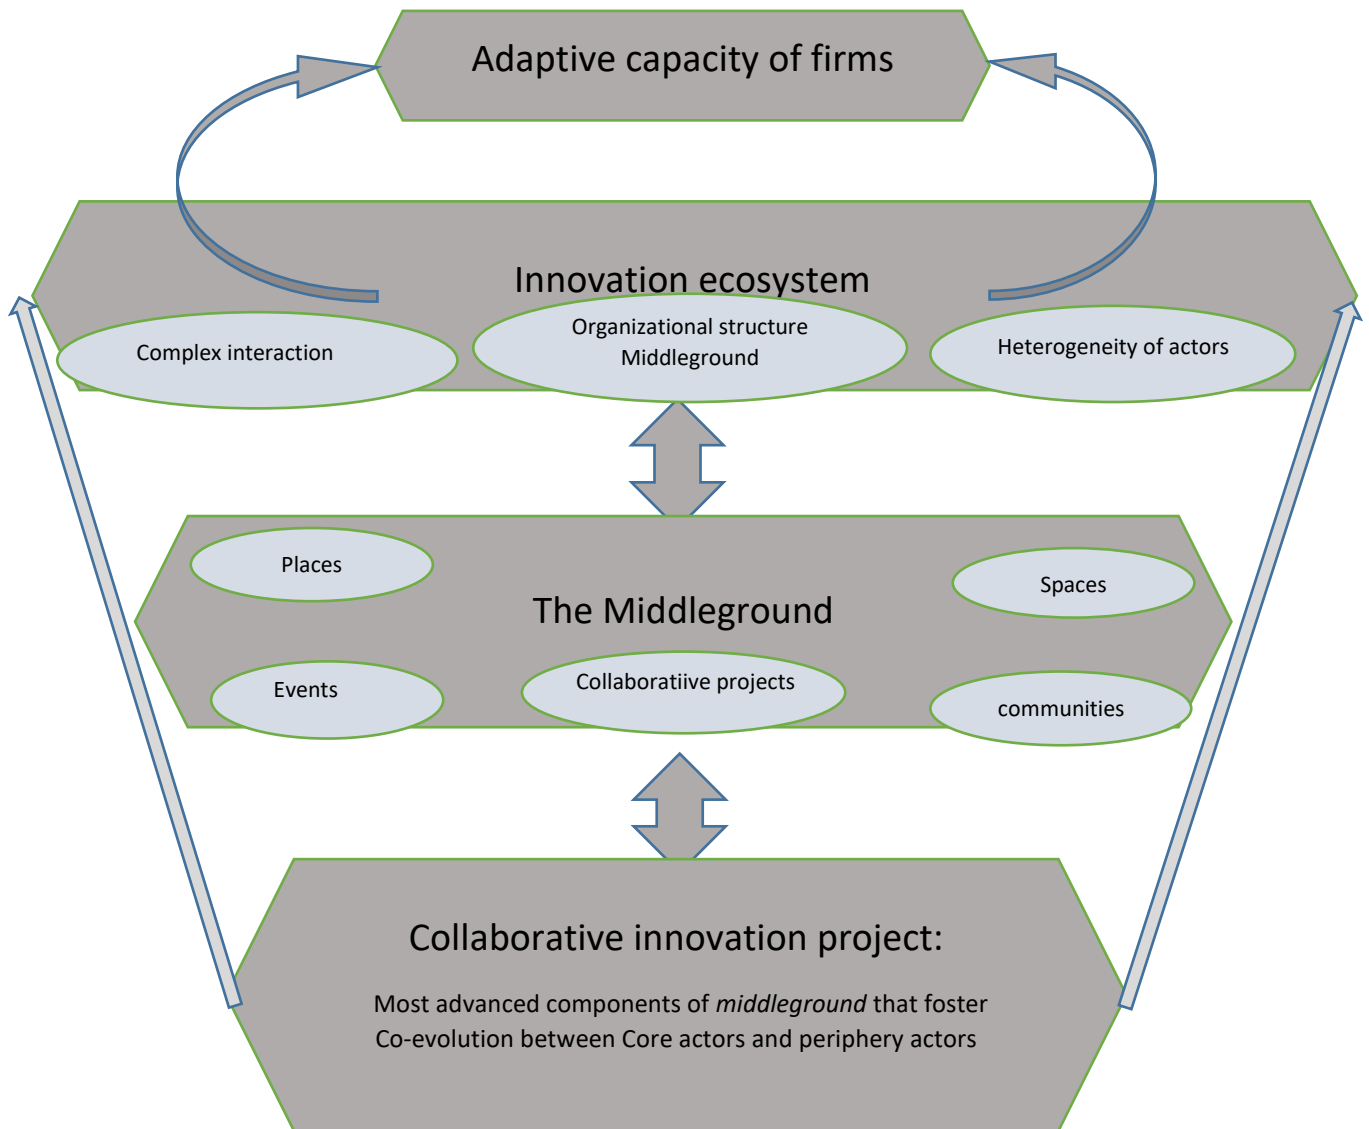 Adaptive capacity of firms
Innovation ecosystem
Complex interaction
Organizational structure
Middleground
Heterogeneity of actors
Places
Spaces
The Middleground
Events
Collaboratiive projects
communities
Collaborative innovation project:
Most advanced components of middleground that foster
Co-evolution between Core actors and periphery actors